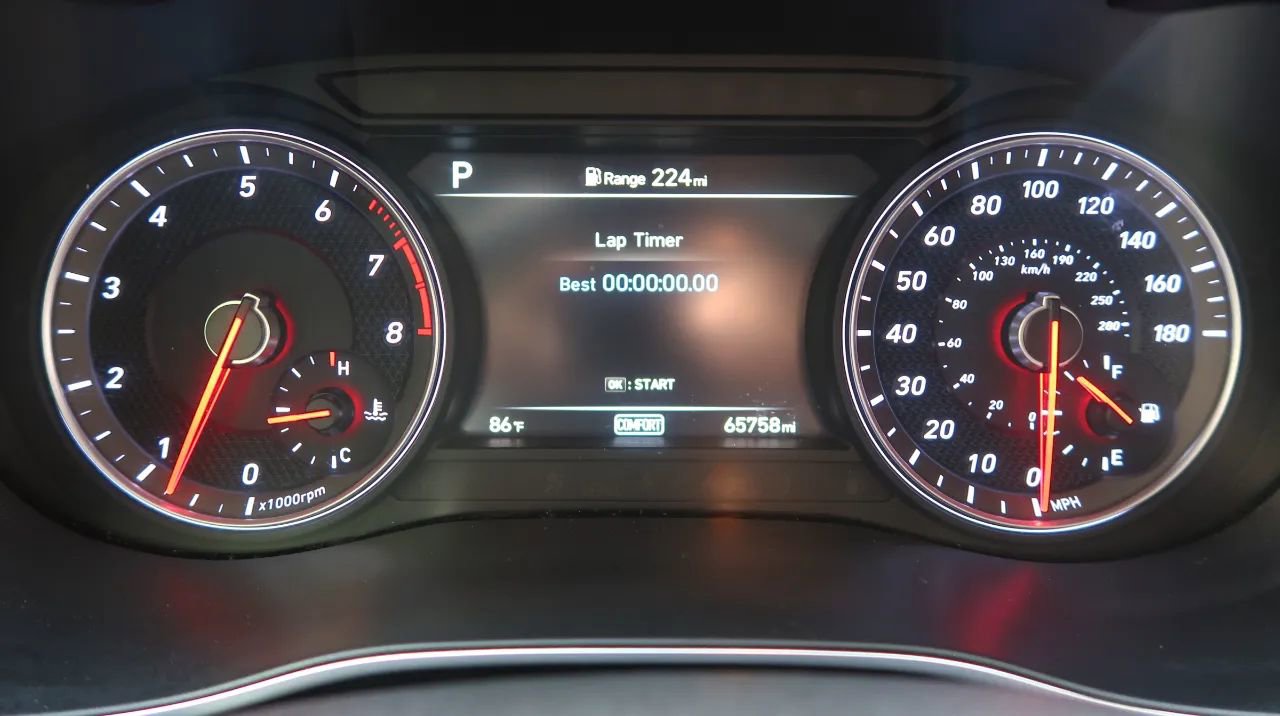 P
Range 224mi
Lap Timer
Best 00:00:00.00
OK : START
86°F
COMFORT
65758mi
0
1
2
3
4
5
6
7
8
x1000rpm
H
C
0
10
20
30
40
50
60
80
100
120
140
160
180
MPH
0
20
40
60
80
100
130
160
190
220
250
280
km/h
F
E